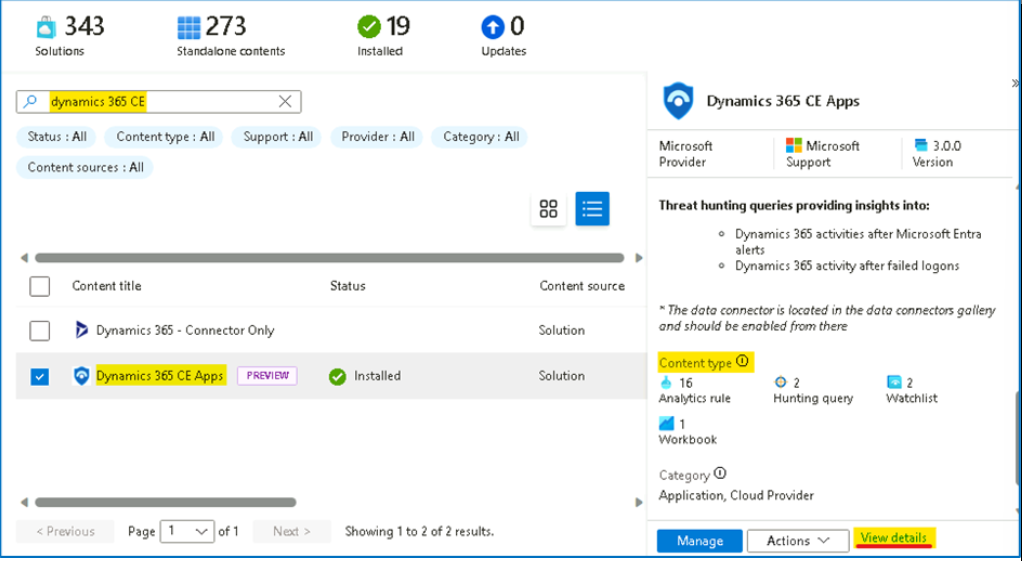 343
Solutions
273
Standalone contents
19
Installed
0
Updates
dynamics 365 CE
Status : All
Content type : All
Support : All
Provider : All
Category : All
Content sources : All
Content title
Status
Content source
Dynamics 365 - Connector Only
Solution
Dynamics 365 CE Apps
PREVIEW
Installed
Solution
< Previous
Page
1
of 1
Next >
Showing 1 to 2 of 2 results.
»
Dynamics 365 CE Apps
Microsoft
Provider
Microsoft
Support
3.0.0
Version
Threat hunting queries providing insights into:
Dynamics 365 activities after Microsoft Entra
alerts
Dynamics 365 activity after failed logons
* The data connector is located in the data connectors gallery
and should be enabled from there
Content type
16
Analytics rule
2
Hunting query
2
Watchlist
1
Workbook
Category
Application, Cloud Provider
Manage
Actions
View details